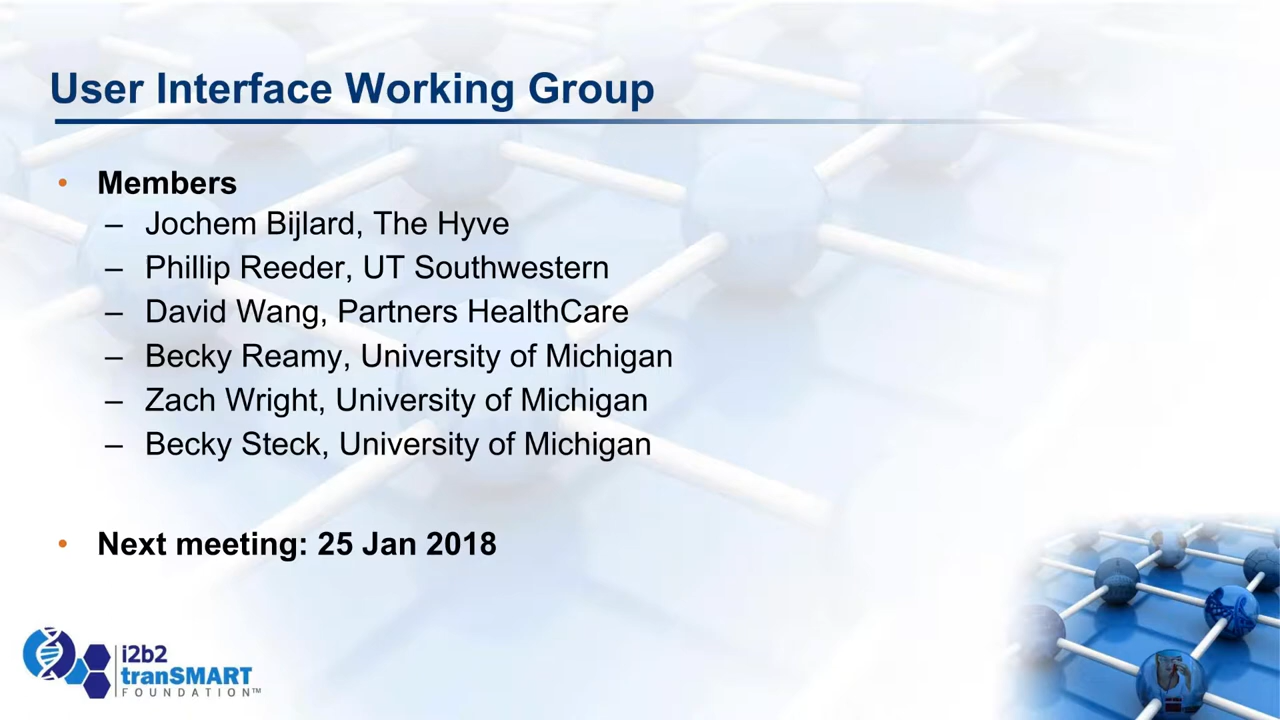 User Interface Working Group
• Members
– Jochem Bijlard, The Hyve
– Phillip Reeder, UT Southwestern
– David Wang, Partners HealthCare
– Becky Reamy, University of Michigan
– Zach Wright, University of Michigan
– Becky Steck, University of Michigan
• Next meeting: 25 Jan 2018
i2b2
tranSMART
FOUNDATION™